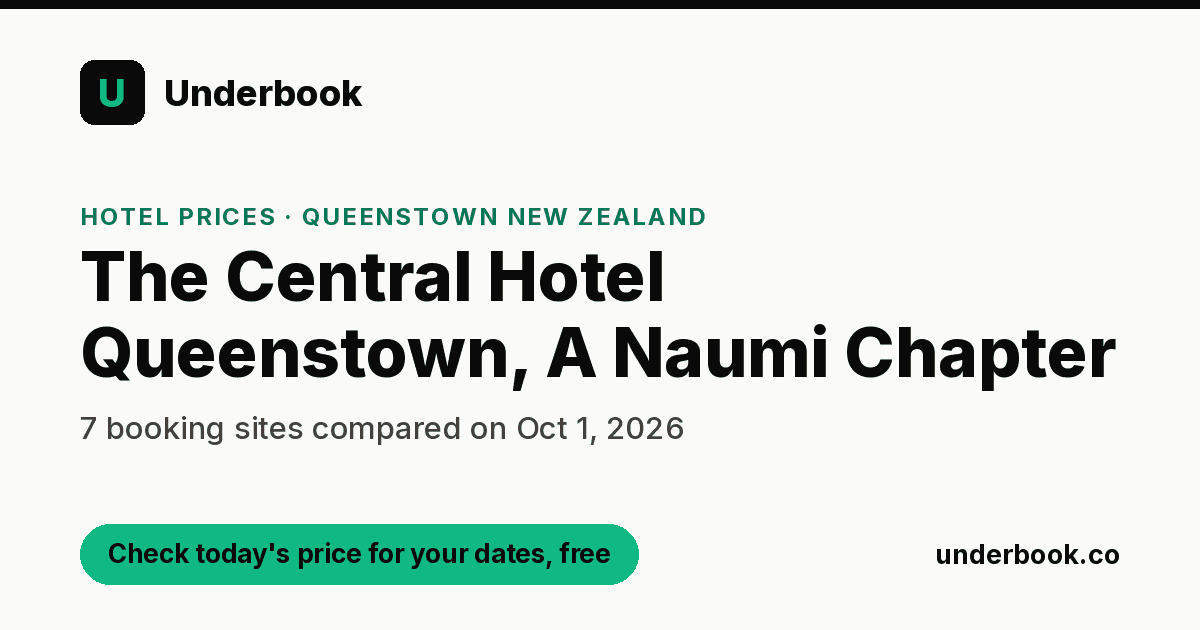 U
Underbook
HOTEL PRICES · QUEENSTOWN NEW ZEALAND
The Central Hotel
Queenstown, A Naumi Chapter
7 booking sites compared on Oct 1, 2026
Check today's price for your dates, free
underbook.co